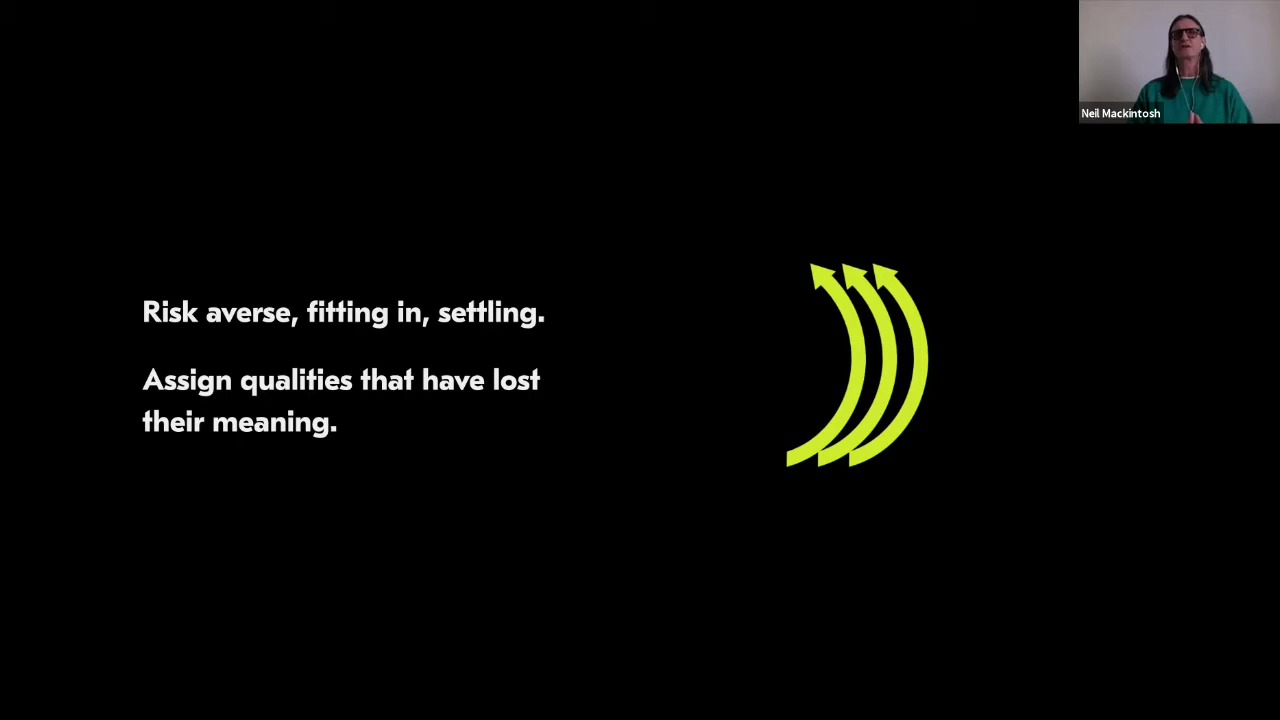 Neil Mackintosh
Risk averse, fitting in, settling.
Assign qualities that have lost
their meaning.